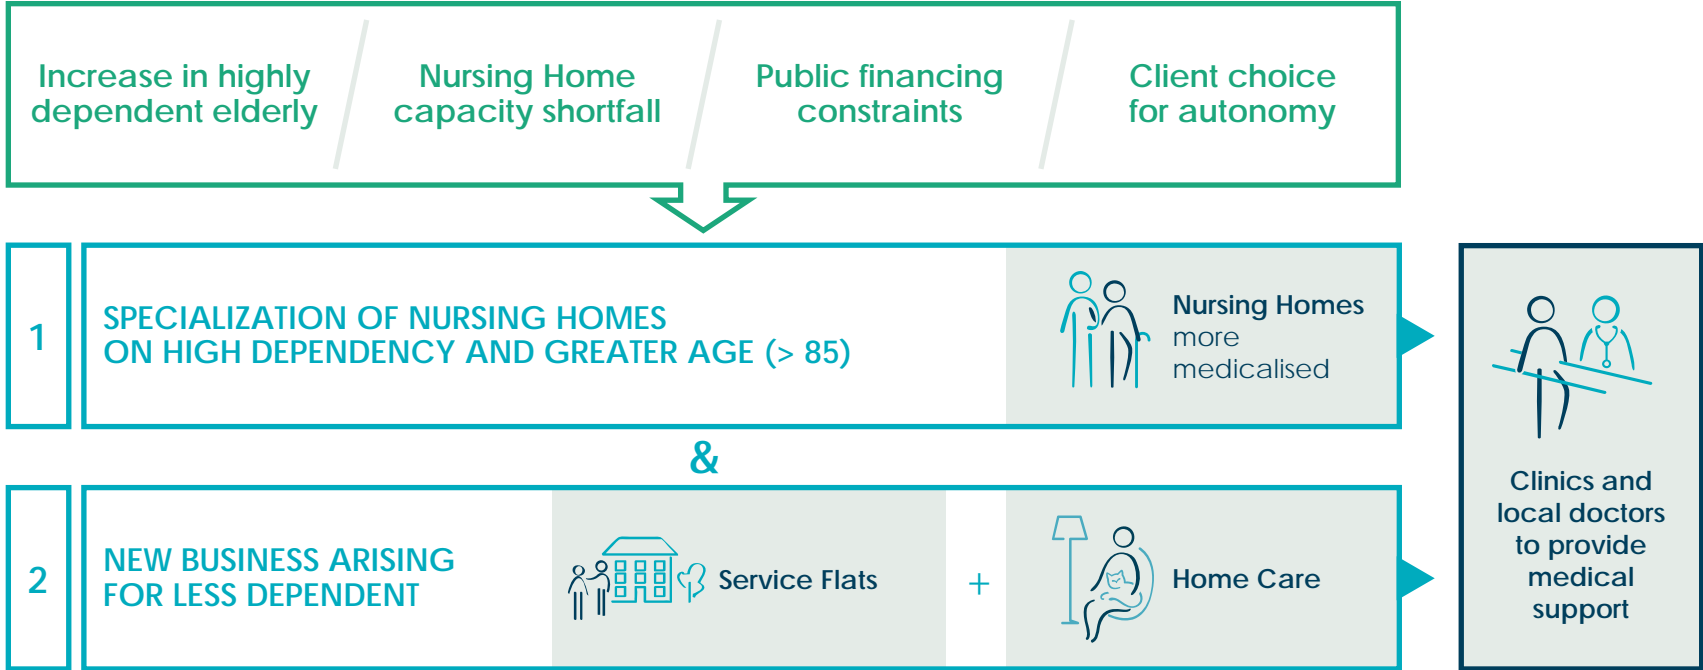 Increase in highly
dependent elderly
Nursing Home
capacity shortfall
Public financing
constraints
Client choice
for autonomy
1
SPECIALIZATION OF NURSING HOMES
ON HIGH DEPENDENCY AND GREATER AGE (> 85)
Nursing Homes
more
medicalised
&
2
NEW BUSINESS ARISING
FOR LESS DEPENDENT
Service Flats
+
Home Care
Clinics and
local doctors
to provide
medical
support